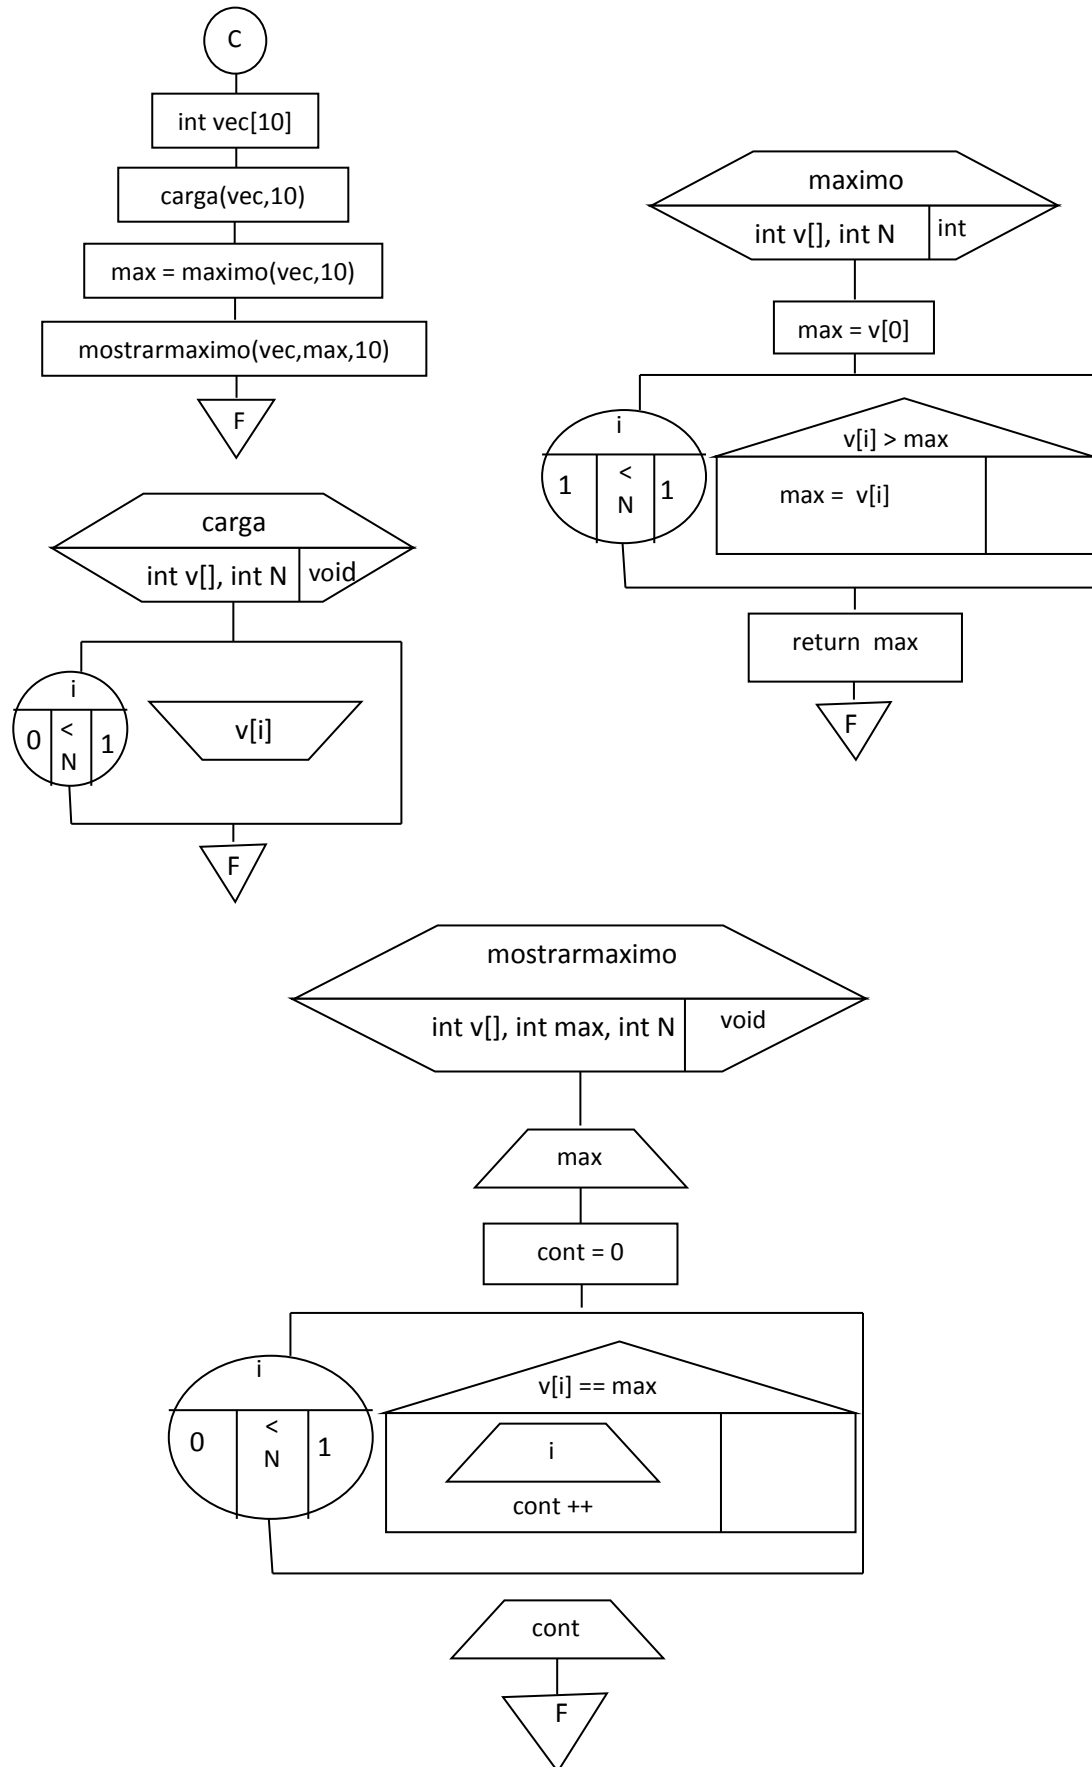 C
int vec[10]
carga(vec,10)
max = maximo(vec,10)
mostrarmaximo(vec,max,10)
F
maximo
int v[], int N
int
max = v[0]
i
1
<
N
1
v[i] > max
max = v[i]
return max
F
carga
int v[], int N
void
i
0
<
N
1
v[i]
F
mostrarmaximo
int v[], int max, int N
void
max
cont = 0
i
0
<
N
1
v[i] == max
i
cont ++
cont
F